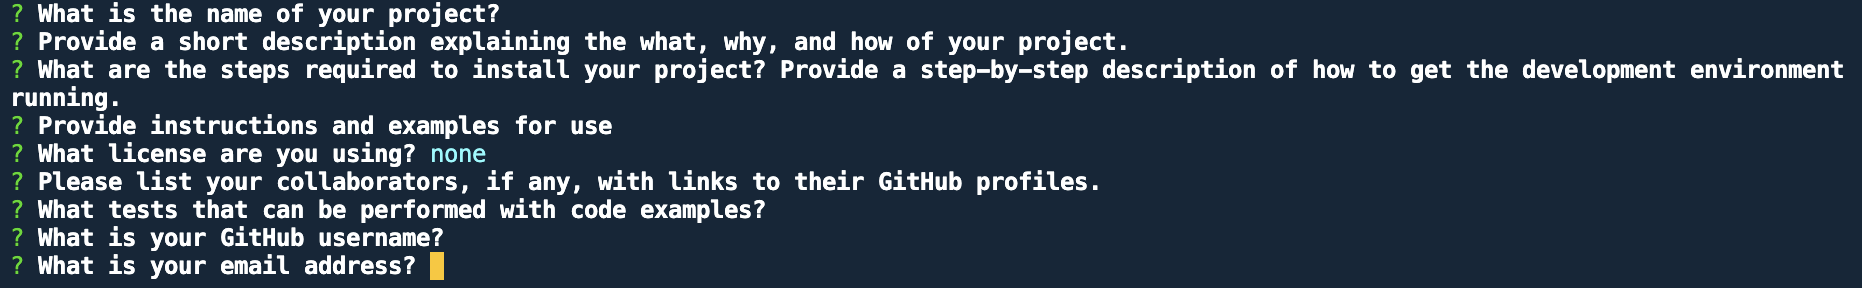 ? What is the name of your project?
? Provide a short description explaining the what, why, and how of your project.
? What are the steps required to install your project? Provide a step-by-step description of how to get the development environment
running.
? Provide instructions and examples for use
? What license are you using? none
? Please list your collaborators, if any, with links to their GitHub profiles.
? What tests that can be performed with code examples?
? What is your GitHub username?
? What is your email address?